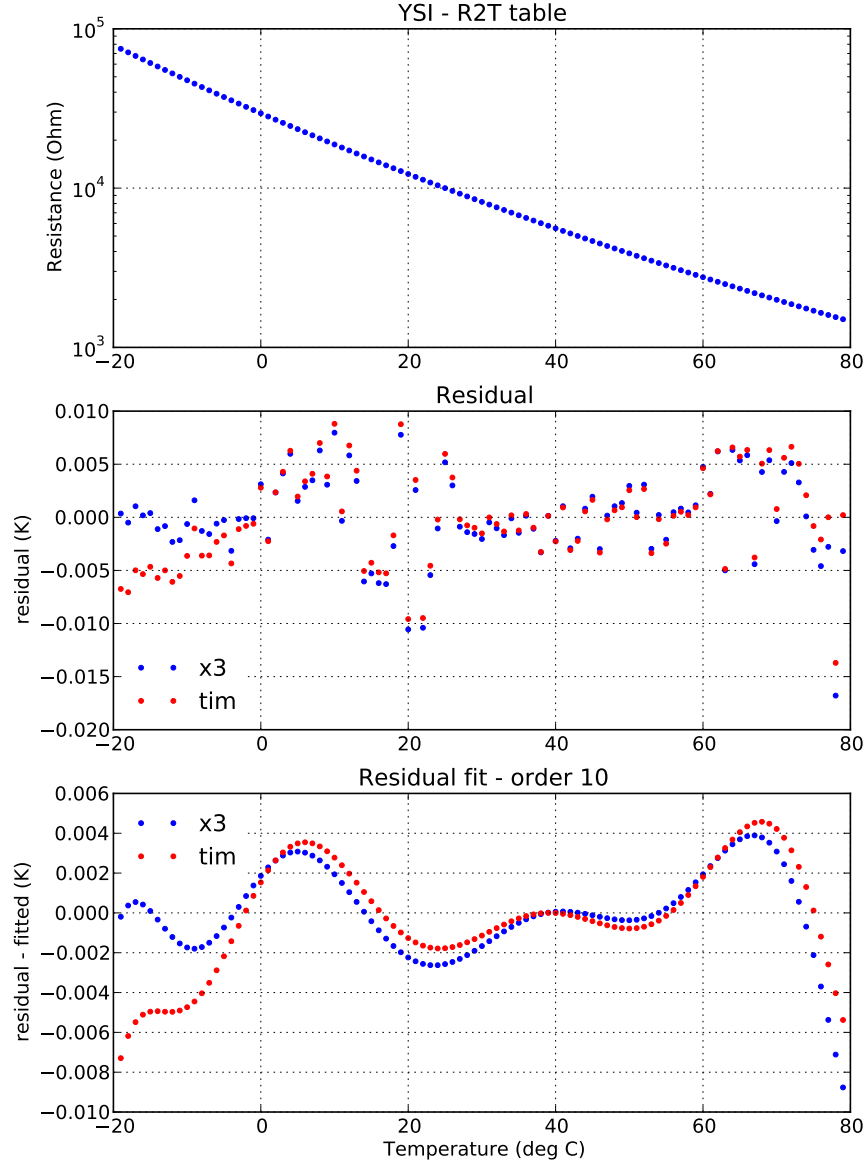 YSI - R2T table
10^5
10^4
10^3
Resistance (Ohm)
−20 0 20 40 60 80
Residual
0.010
0.005
0.000
−0.005
−0.010
−0.015
−0.020
residual (K)
x3
tim
−20 0 20 40 60 80
Residual fit - order 10
0.006
0.004
0.002
0.000
−0.002
−0.004
−0.006
−0.008
−0.010
residual - fitted (K)
x3
tim
−20 0 20 40 60 80
Temperature (deg C)